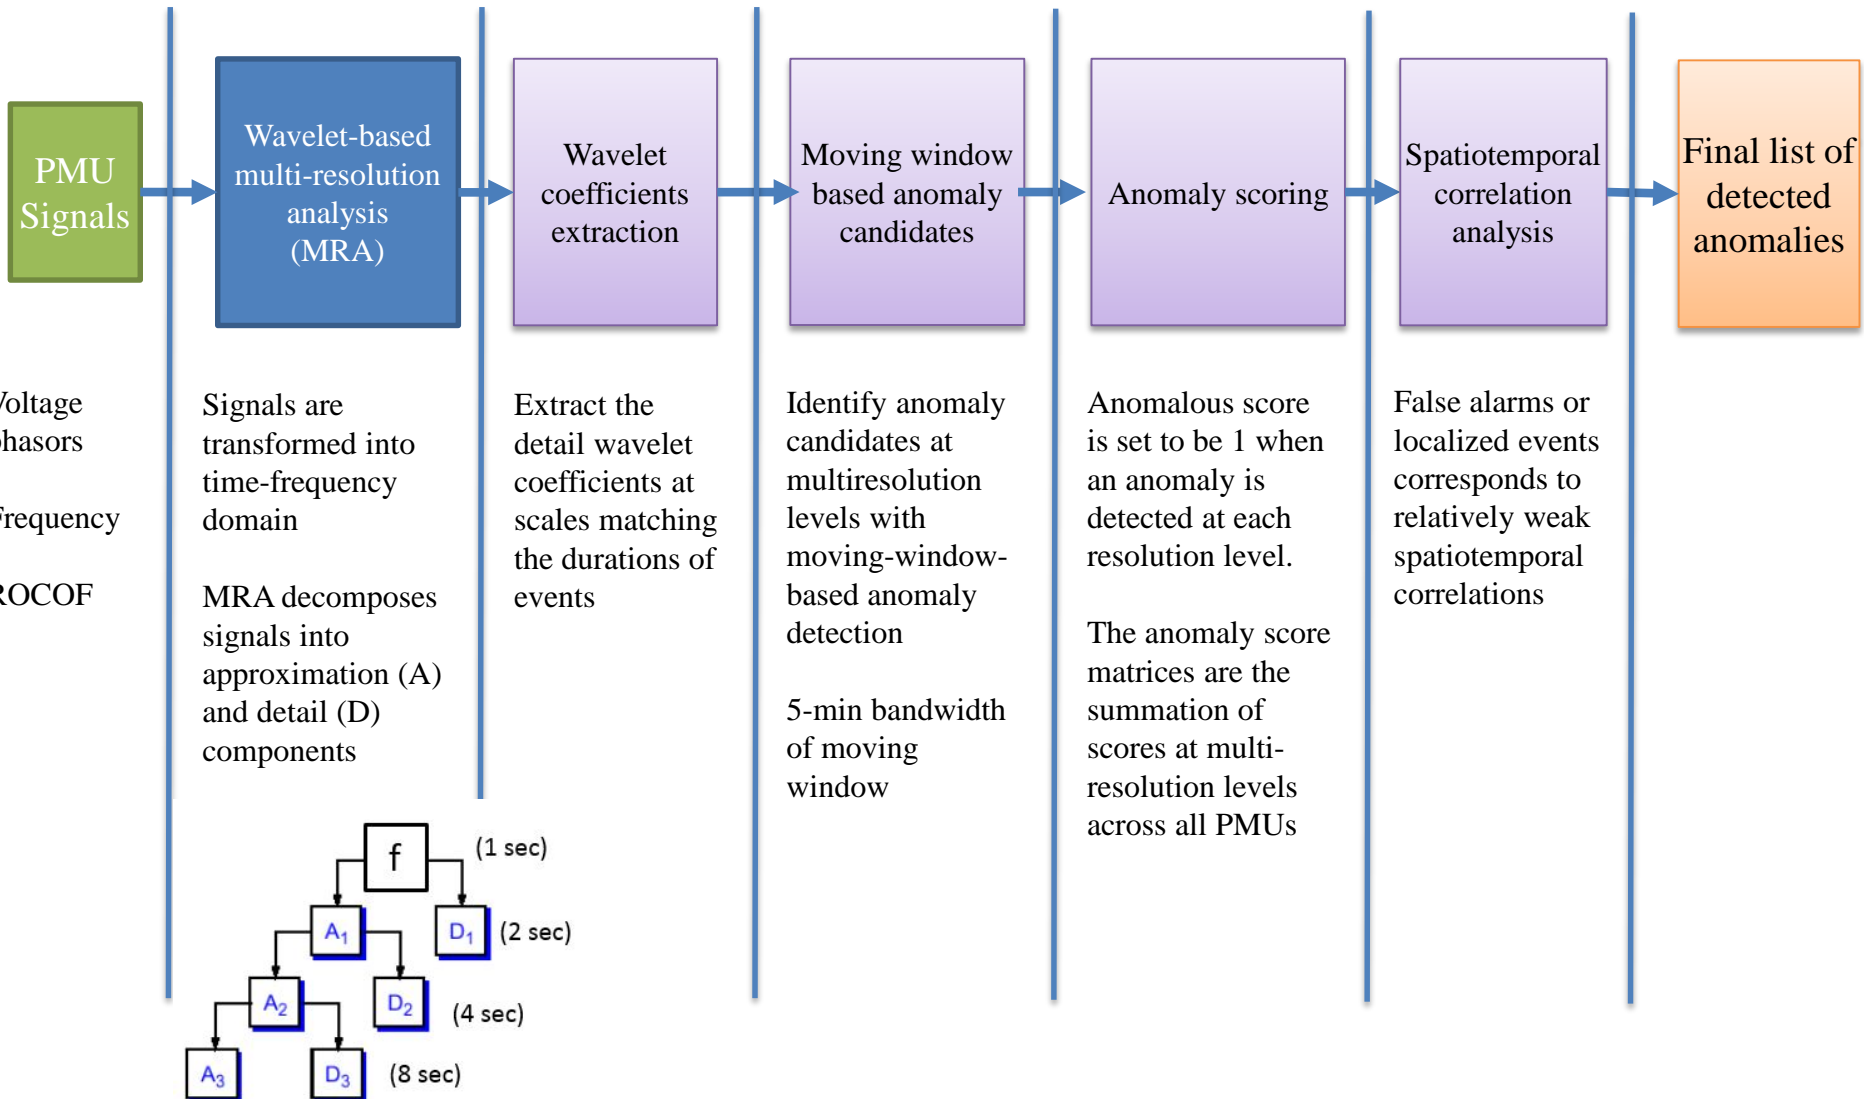 PMU
Signals
Wavelet-based
multi-resolution
analysis
(MRA)
Wavelet
coefficients
extraction
Moving window
based anomaly
candidates
Anomaly scoring
Spatiotemporal
correlation
analysis
Final list of
detected
anomalies
Voltage
phasors
Frequency
ROCOF
Signals are
transformed into
time-frequency
domain
MRA decomposes
signals into
approximation (A)
and detail (D)
components
Extract the
detail wavelet
coefficients at
scales matching
the durations of
events
Identify anomaly
candidates at
multiresolution
levels with
moving-window-
based anomaly
detection
5-min bandwidth
of moving
window
Anomalous score
is set to be 1 when
an anomaly is
detected at each
resolution level.
The anomaly score
matrices are the
summation of
scores at multi-
resolution levels
across all PMUs
False alarms or
localized events
corresponds to
relatively weak
spatiotemporal
correlations
f (1 sec)
A1 D1 (2 sec)
A2 D2 (4 sec)
A3 D3 (8 sec)